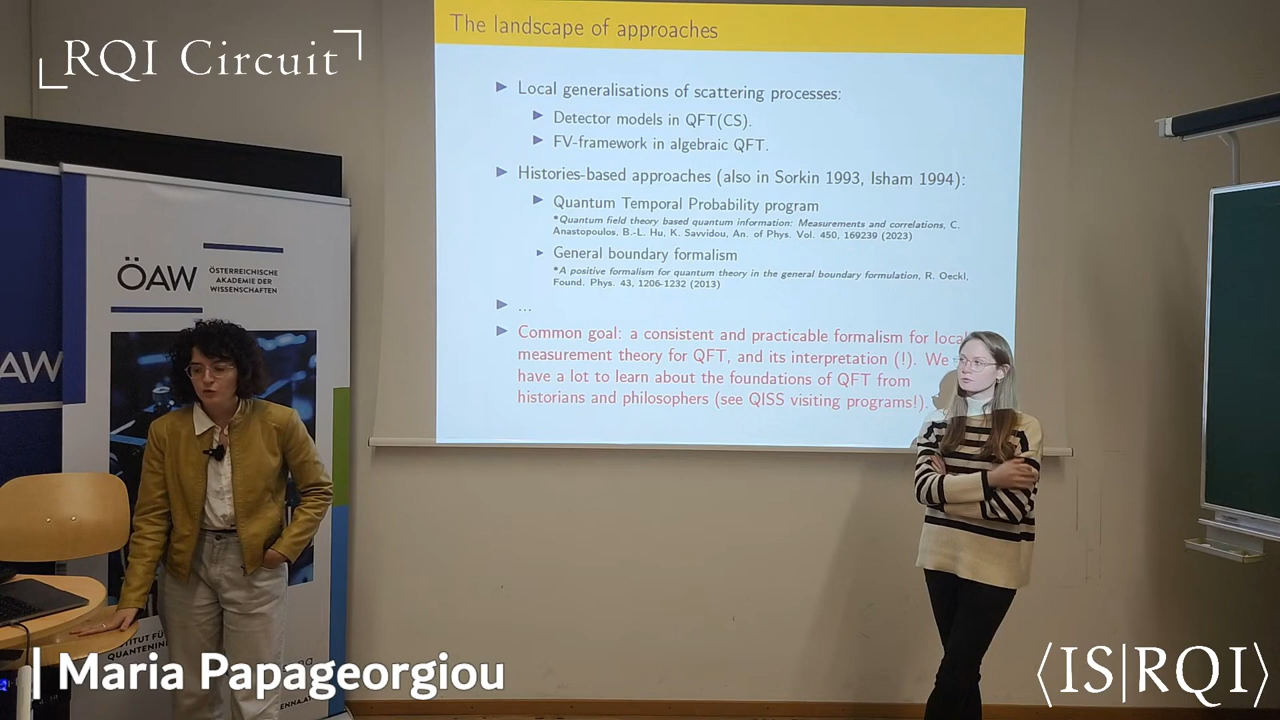 RQI Circuit
The landscape of approaches
Local generalisations of scattering processes:
Detector models in QFT(CS).
FV-framework in algebraic QFT.
Histories-based approaches (also in Sorkin 1993, Isham 1994):
Quantum Temporal Probability program
*Quantum field theory based quantum information: Measurements and correlations, C.
Anastopoulos, B.-L. Hu, K. Savvidou, An. of Phys. Vol. 450, 169239 (2023)
General boundary formalism
*A positive formalism for quantum theory in the general boundary formulation, R. Oeckl,
Found. Phys. 43, 1206-1232 (2013)
...
Common goal: a consistent and practicable formalism for local
measurement theory for QFT, and its interpretation (!). We
have a lot to learn about the foundations of QFT from
historians and philosophers (see QISS visiting programs!).
ÖAW
ÖSTERREICHISCHE
AKADEMIE DER
WISSENSCHAFTEN
AW
QUANTENIN
| Maria Papageorgiou
⟨IS|RQI⟩